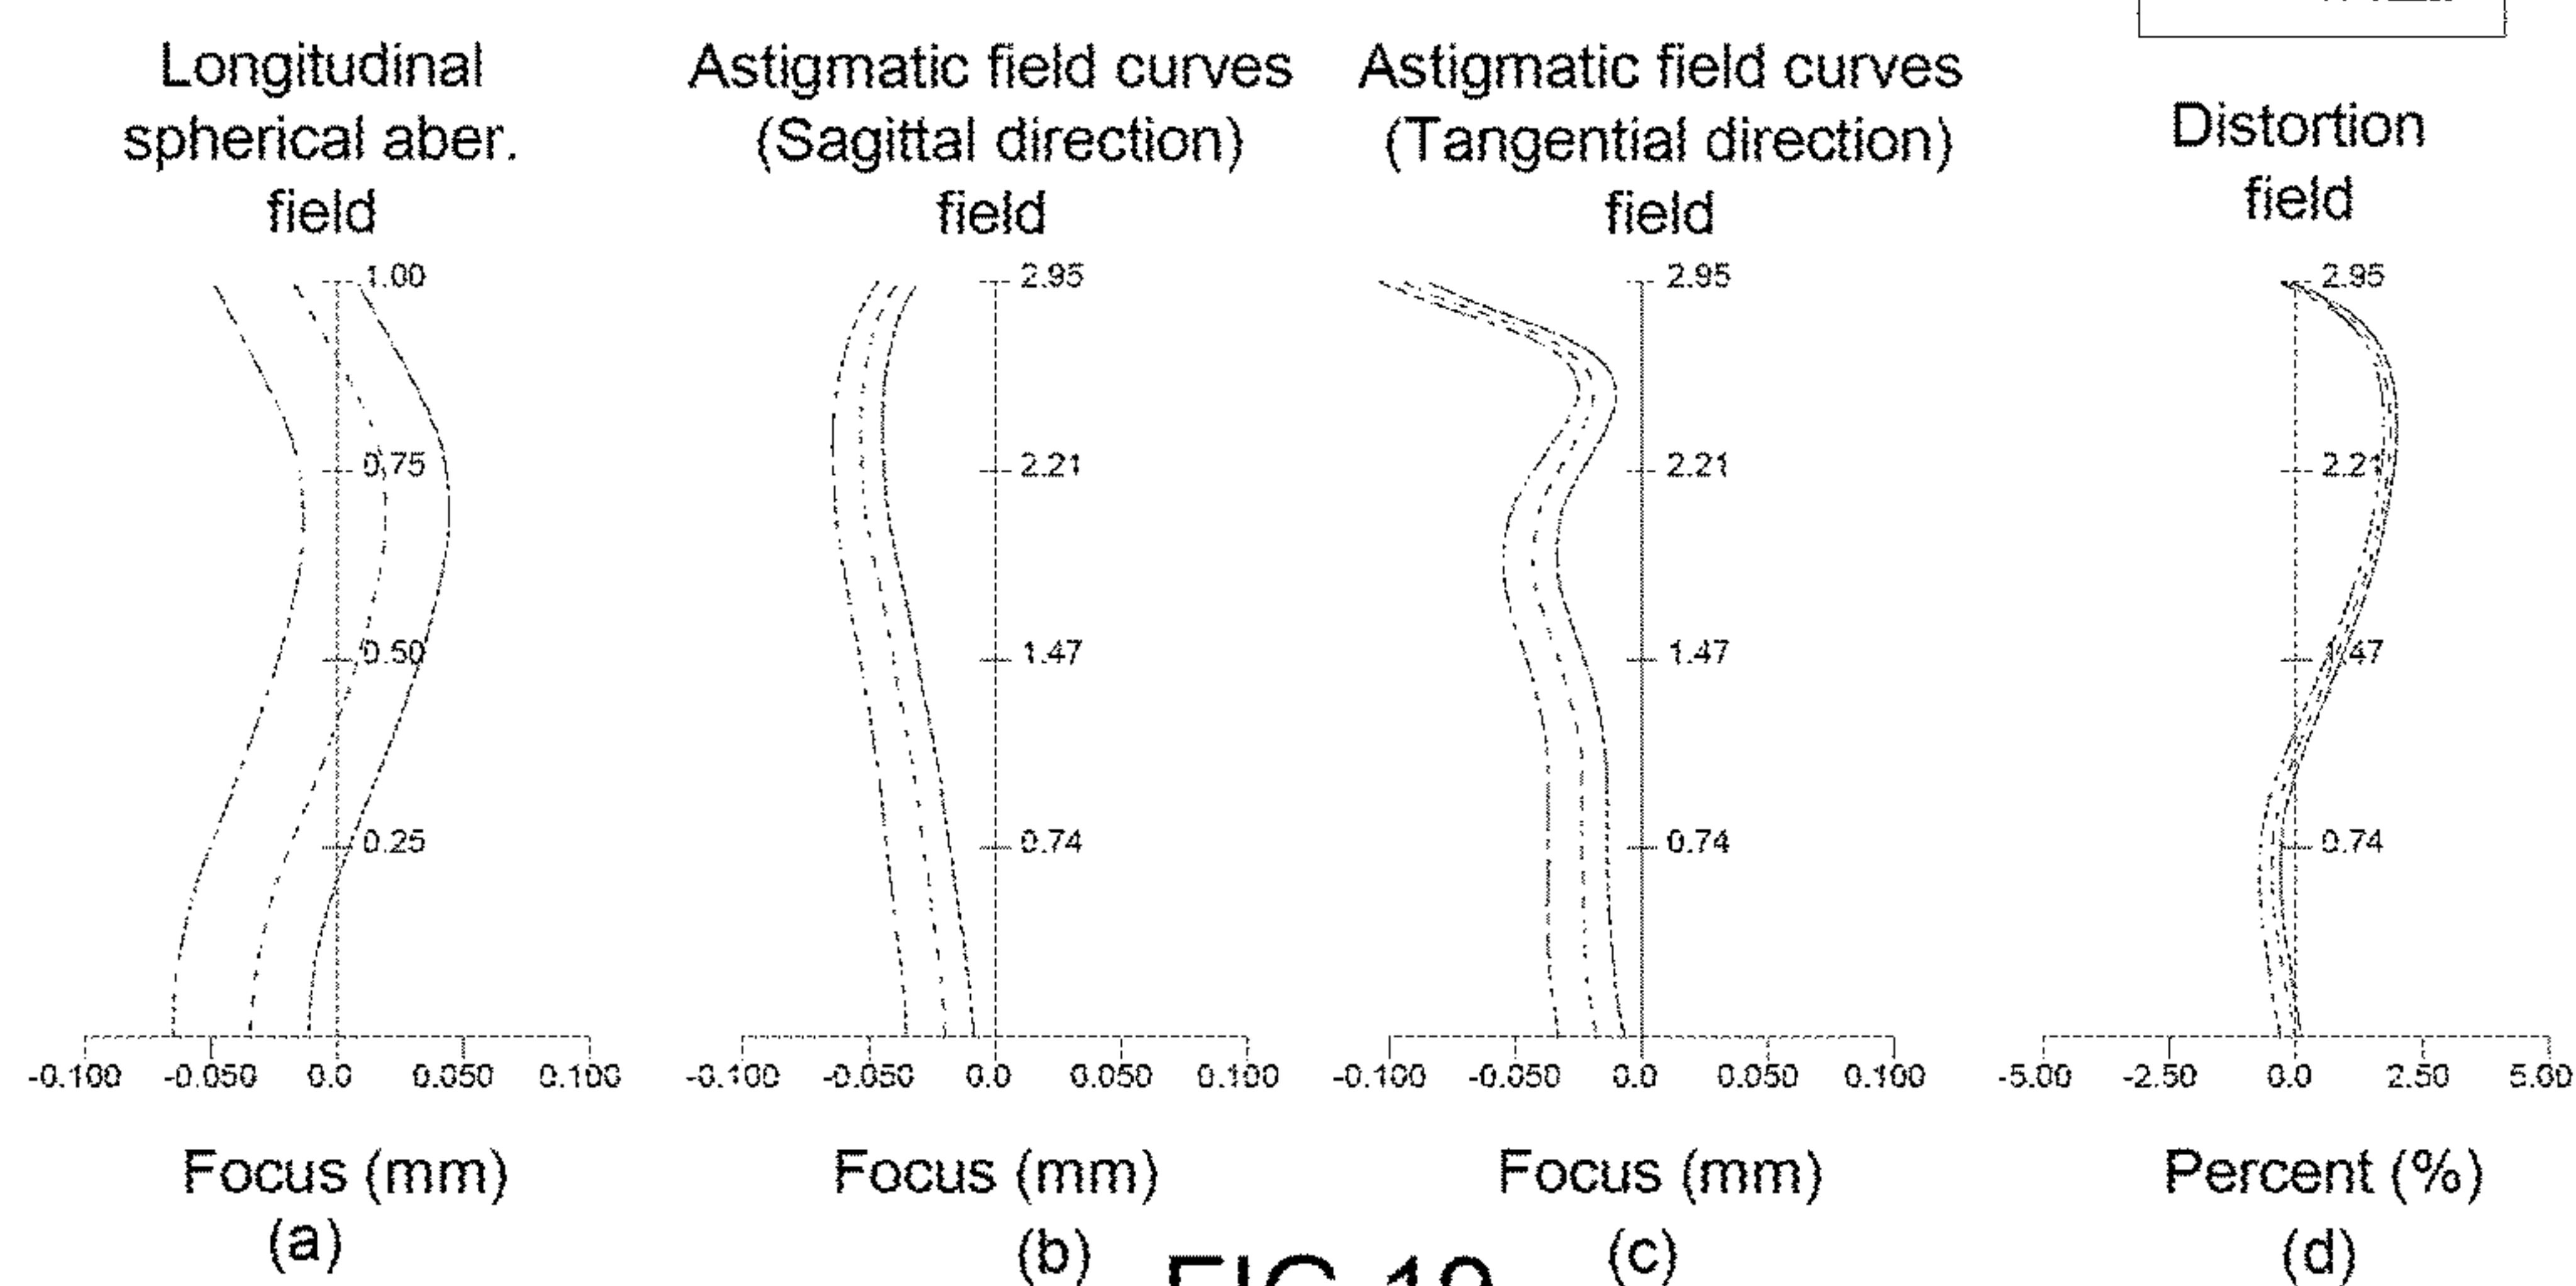 Longitudinal
spherical aber.
field
1.00
0.75
0.50
0.25
-0.100 -0.050 0.0 0.050 0.100
Focus (mm)
(a)
Astigmatic field curves
(Sagittal direction)
field
2.95
2.21
1.47
0.74
-0.100 -0.050 0.0 0.050 0.100
Focus (mm)
(b)
Astigmatic field curves
(Tangential direction)
field
2.95
2.21
1.47
0.74
-0.100 -0.050 0.0 0.050 0.100
Focus (mm)
(c)
Distortion
field
2.95
2.21
1.47
0.74
-5.00 -2.50 0.0 2.50 5.00
Percent (%)
(d)